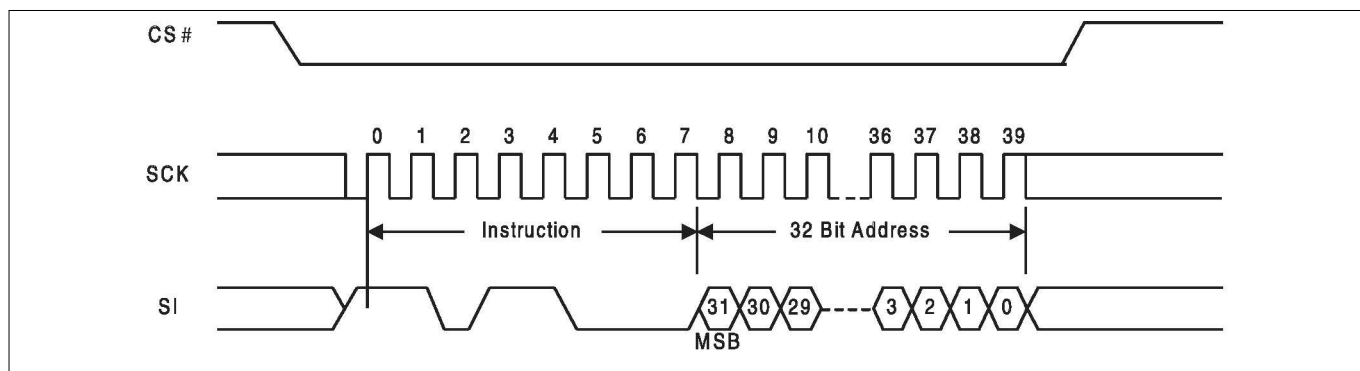 CS#
0 1 2 3 4 5 6 7 8 9 10 36 37 38 39
SCK
Instruction 32 Bit Address
SI 31 30 29 3 2 1 0
MSB